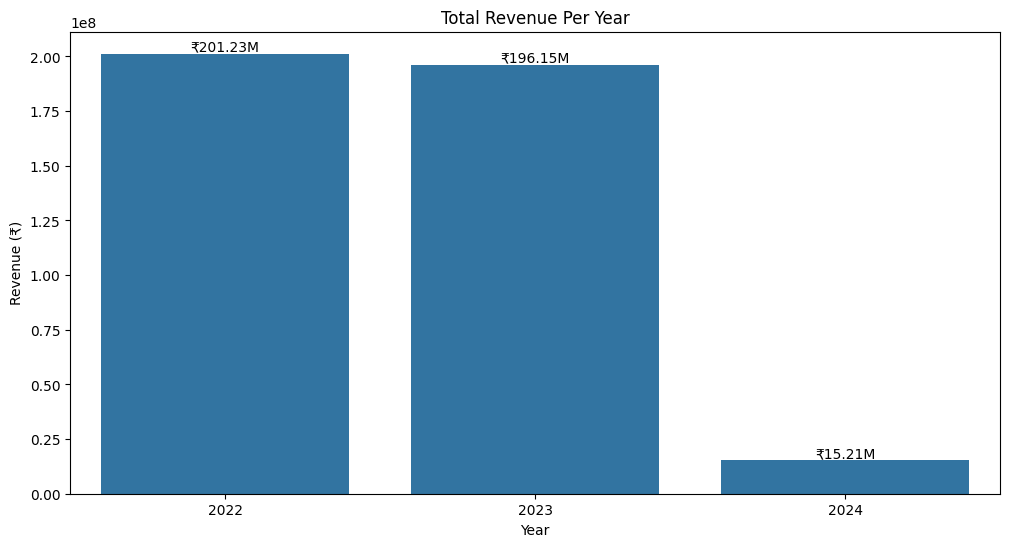 Total Revenue Per Year
1e8
₹201.23M
₹196.15M
₹15.21M
2.00
1.75
1.50
1.25
1.00
0.75
0.50
0.25
0.00
Revenue (₹)
2022
2023
2024
Year